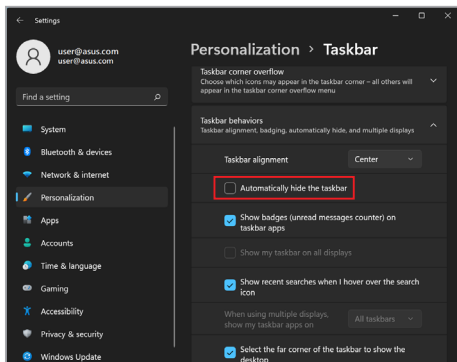 Settings
user@asus.com
user@asus.com
Find a setting
System
Bluetooth & devices
Network & internet
Personalization
Apps
Accounts
Time & language
Gaming
Accessibility
Privacy & security
Windows Update
Personalization > Taskbar
Taskbar corner overflow
Choose which icons may appear in the taskbar corner – all others will
appear in the taskbar corner overflow menu
Taskbar behaviors
Taskbar alignment, badging, automatically hide, and multiple displays
Taskbar alignment
Center
Automatically hide the taskbar
Show badges (unread messages counter) on
taskbar apps
Show my taskbar on all displays
Show recent searches when I hover over the search
icon
When using multiple displays,
show my taskbar apps on
All taskbars
Select the far corner of the taskbar to show the
desktop